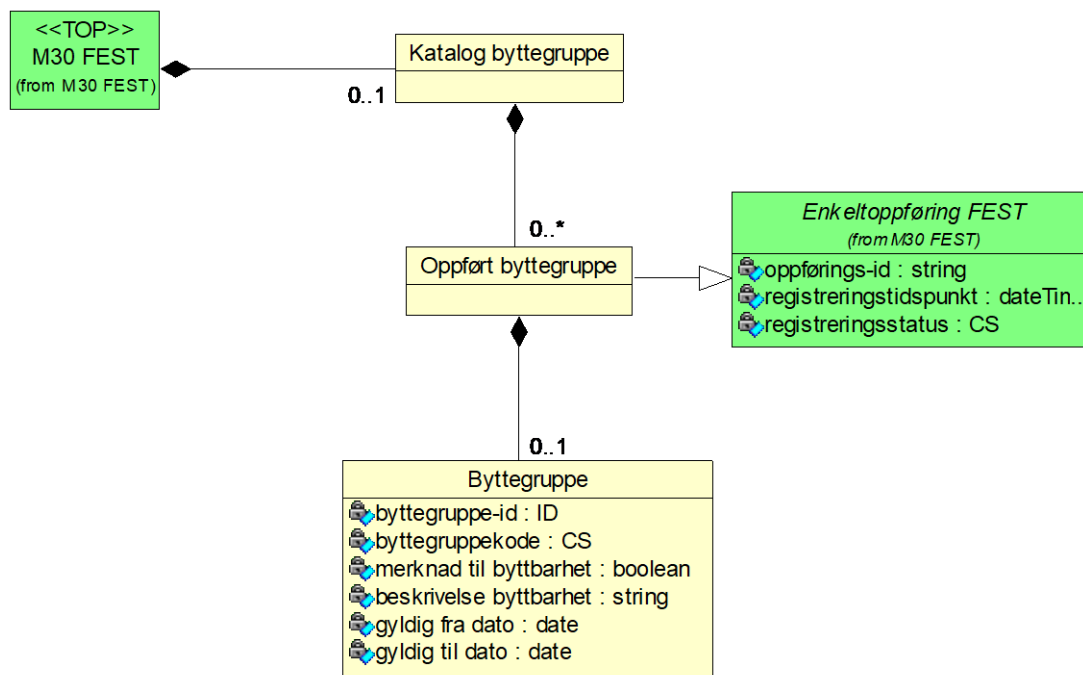 <<TOP>>
M30 FEST
(from M30 FEST)
Katalog byttegruppe
0..1
0..*
Oppført byttegruppe
Enkeltoppføring FEST
(from M30 FEST)
oppførings-id : string
registreringstidspunkt : dateTin...
registreringsstatus : CS
0..1
Byttegruppe
byttegruppe-id : ID
byttegruppekode : CS
merknad til byttbarhet : boolean
beskrivelse byttbarhet : string
gyldig fra dato : date
gyldig til dato : date